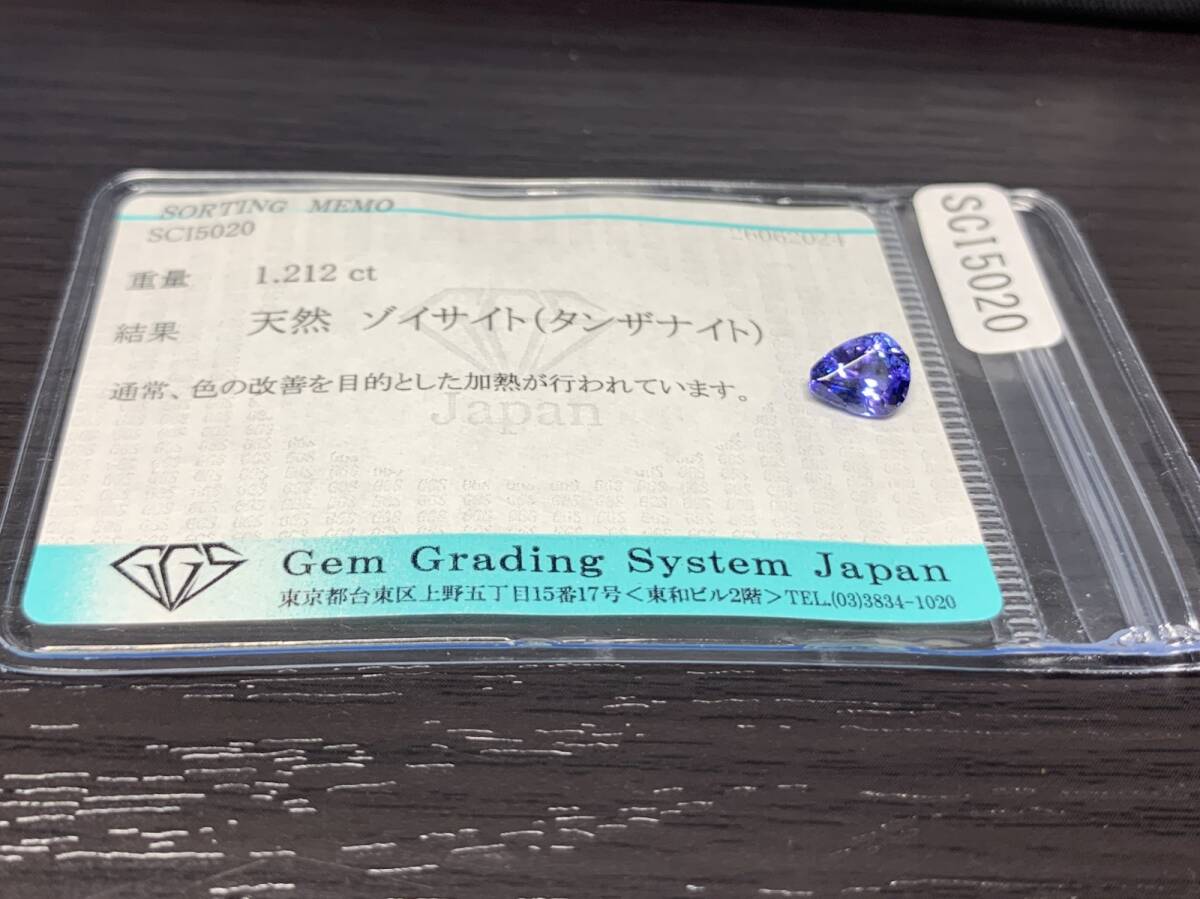 SORTING MEMO
SCI5020 26062024
重量 1.212 ct
結果 天然 ゾイサイト(タンザナイト)
通常、色の改善を目的とした加熱が行われています。
Japan
GGS Gem Grading System Japan
東京都台東区上野五丁目15番17号<東和ビル2階>TEL.(03)3834-1020
SCI5020